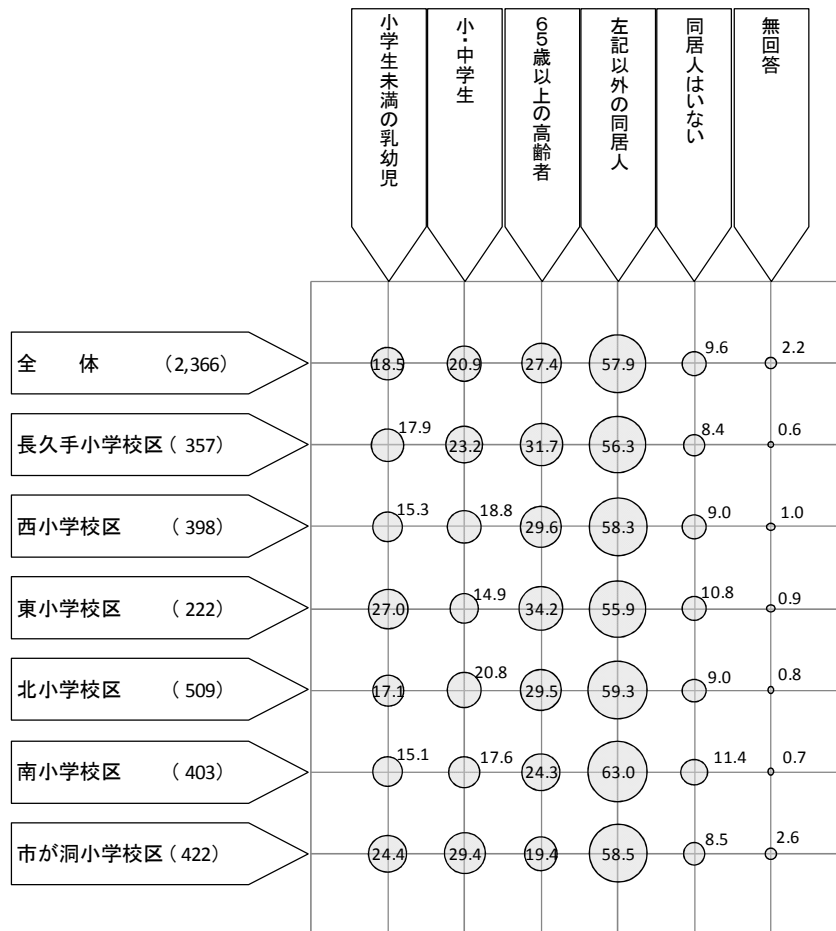 小学生未満の乳幼児
小・中学生
65歳以上の高齢者
左記以外の同居人
同居人はいない
無回答
全　　体　（2,366） 18.5 20.9 27.4 57.9 9.6 2.2
長久手小学校区（ 357） 17.9 23.2 31.7 56.3 8.4 0.6
西小学校区　（ 398） 15.3 18.8 29.6 58.3 9.0 1.0
東小学校区　（ 222） 27.0 14.9 34.2 55.9 10.8 0.9
北小学校区　（ 509） 17.1 20.8 29.5 59.3 9.0 0.8
南小学校区　（ 403） 15.1 17.6 24.3 63.0 11.4 0.7
市が洞小学校区（ 422） 24.4 29.4 19.4 58.5 8.5 2.6